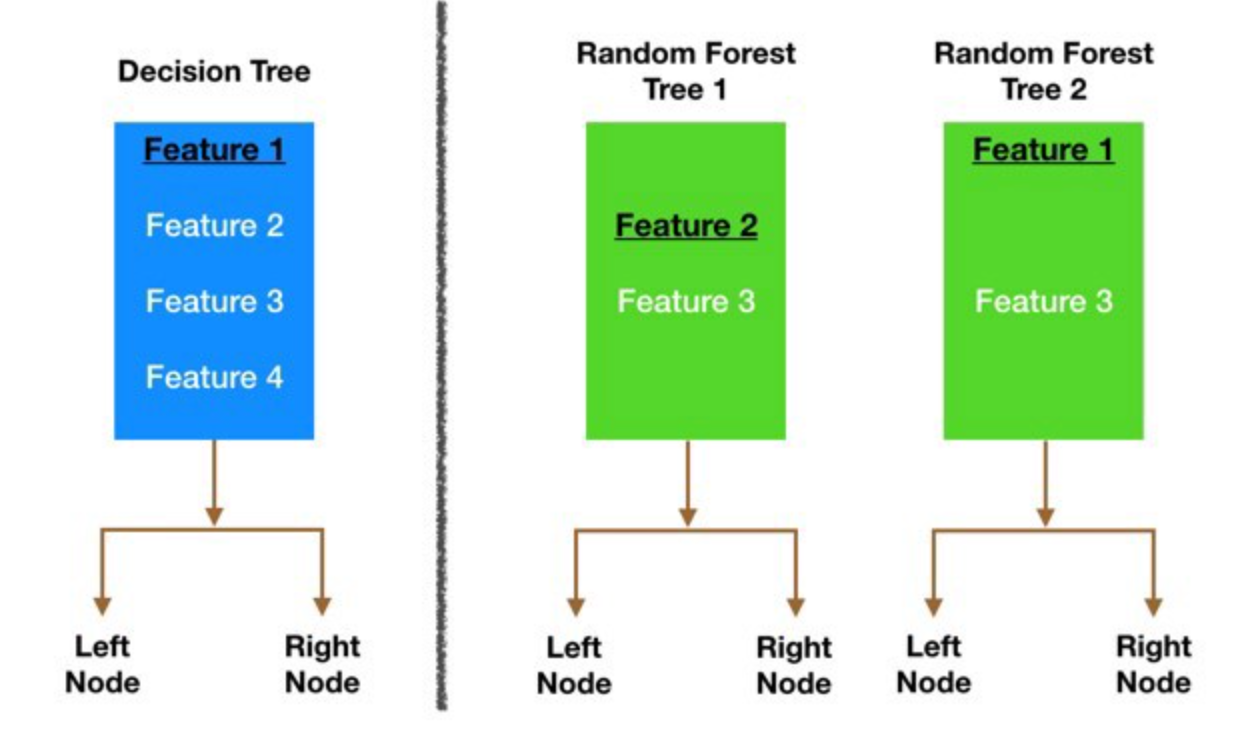 Decision Tree
Feature 1
Feature 2
Feature 3
Feature 4
Left
Node
Right
Node
Random Forest
Tree 1
Feature 2
Feature 3
Left
Node
Right
Node
Random Forest
Tree 2
Feature 1
Feature 3
Left
Node
Right
Node